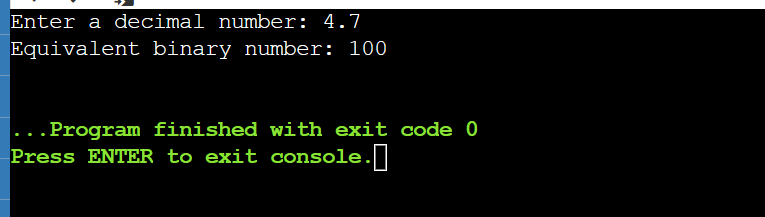 Enter a decimal number: 4.7
Equivalent binary number: 100
...Program finished with exit code 0
Press ENTER to exit console.